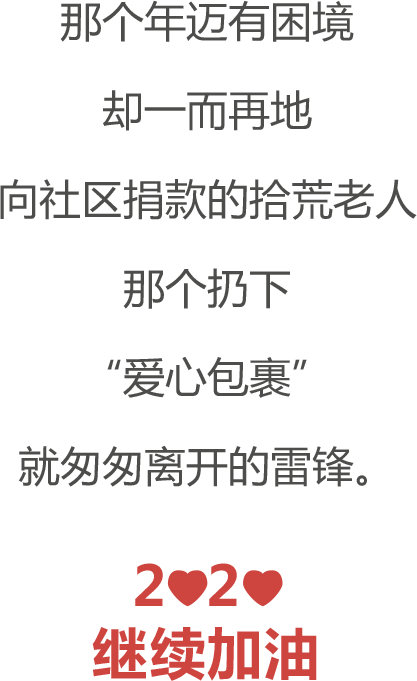 那个年迈有困境
却一而再地
向社区捐款的拾荒老人
那个扔下
“爱心包裹”
就匆匆离开的雷锋。
2❤2❤
继续加油